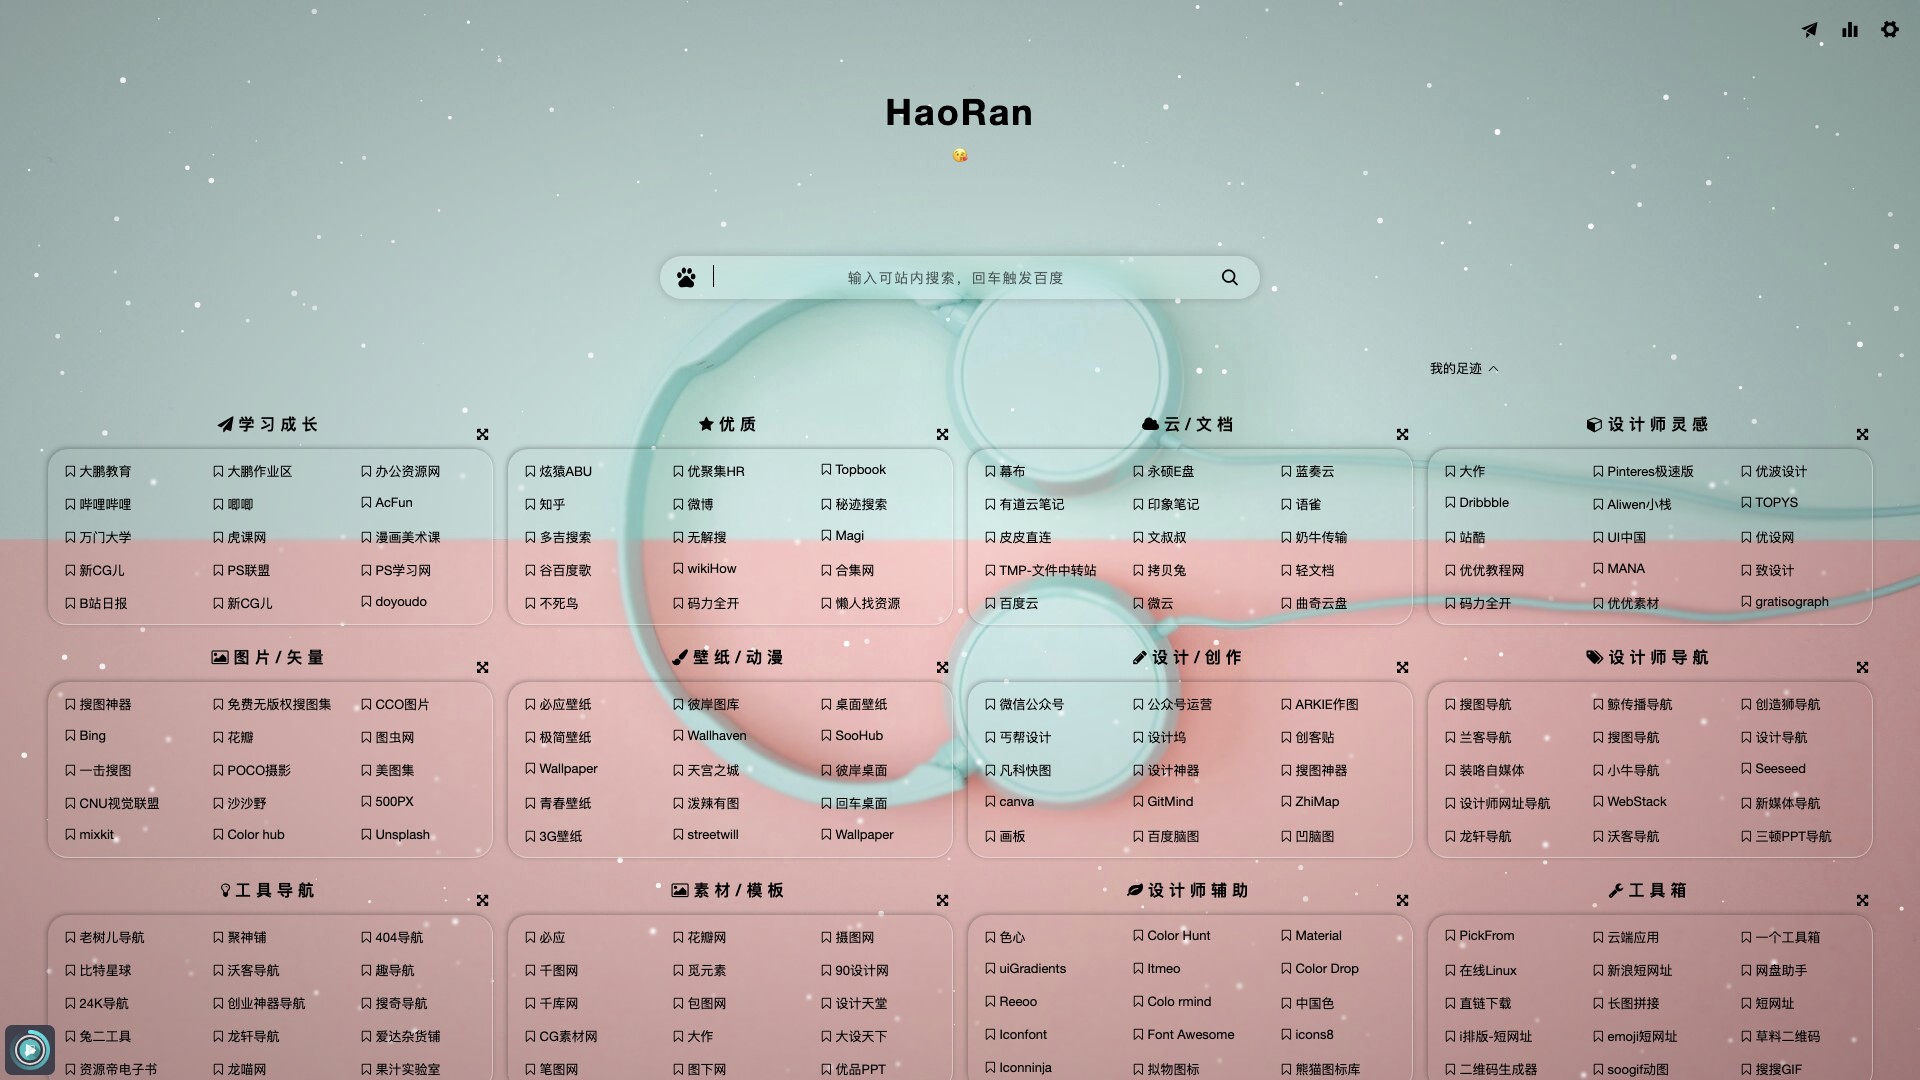 HaoRan
输入可站内搜索，回车触发百度
我的足迹
学习成长
大鹏教育 大鹏作业区 办公资源网
哔哩哔哩 唧唧 AcFun
万门大学 虎课网 漫画美术课
新CG儿 PS联盟 PS学习网
B站日报 新CG儿 doyoudo
优质
炫猿ABU 优聚集HR Topbook
知乎 微博 秘迹搜索
多吉搜索 无解搜 Magi
谷百度歌 wikiHow 合集网
不死鸟 码力全开 懒人找资源
云/文档
幕布 永硕E盘 蓝奏云
有道云笔记 印象笔记 语雀
皮皮直连 文叔叔 奶牛传输
TMP-文件中转站 拷贝兔 轻文档
百度云 微云 曲奇云盘
设计师灵感
大作 Pinteres极速版 优波设计
Dribbble Aliwen小栈 TOPYS
站酷 UI中国 优设网
优优教程网 MANA 致设计
码力全开 优优素材 gratisograph
图片/矢量
搜图神器 免费无版权搜图集 CCO图片
Bing 花瓣 图虫网
一击搜图 POCO摄影 美图集
CNU视觉联盟 沙沙野 500PX
mixkit Color hub Unsplash
壁纸/动漫
必应壁纸 彼岸图库 桌面壁纸
极简壁纸 Wallhaven SooHub
Wallpaper 天宫之城 彼岸桌面
青春壁纸 泼辣有图 回车桌面
3G壁纸 streetwill Wallpaper
设计/创作
微信公众号 公众号运营 ARKIE作图
丐帮设计 设计坞 创客贴
凡科快图 设计神器 搜图神器
canva GitMind ZhiMap
画板 百度脑图 凹脑图
设计师导航
搜图导航 鲸传播导航 创造狮导航
兰客导航 搜图导航 设计导航
装咯自媒体 小牛导航 Seeseed
设计师网址导航 WebStack 新媒体导航
龙轩导航 沃客导航 三顿PPT导航
工具导航
老树儿导航 聚神铺 404导航
比特星球 沃客导航 趣导航
24K导航 创业神器导航 搜奇导航
兔二工具 龙轩导航 爱达杂货铺
资源帝电子书 龙喵网 果汁实验室
素材/模板
必应 花瓣网 摄图网
千图网 觅元素 90设计网
千库网 包图网 设计天堂
CG素材网 大作 大设天下
笔图网 图下网 优品PPT
设计师辅助
色心 Color Hunt Material
uiGradients Itmeo Color Drop
Reeoo Colo rmind 中国色
Iconfont Font Awesome icons8
Iconninja 拟物图标 熊猫图标库
工具箱
PickFrom 云端应用 一个工具箱
在线Linux 新浪短网址 网盘助手
直链下载 长图拼接 短网址
i排版-短网址 emoji短网址 草料二维码
二维码生成器 soogif动图 搜搜GIF